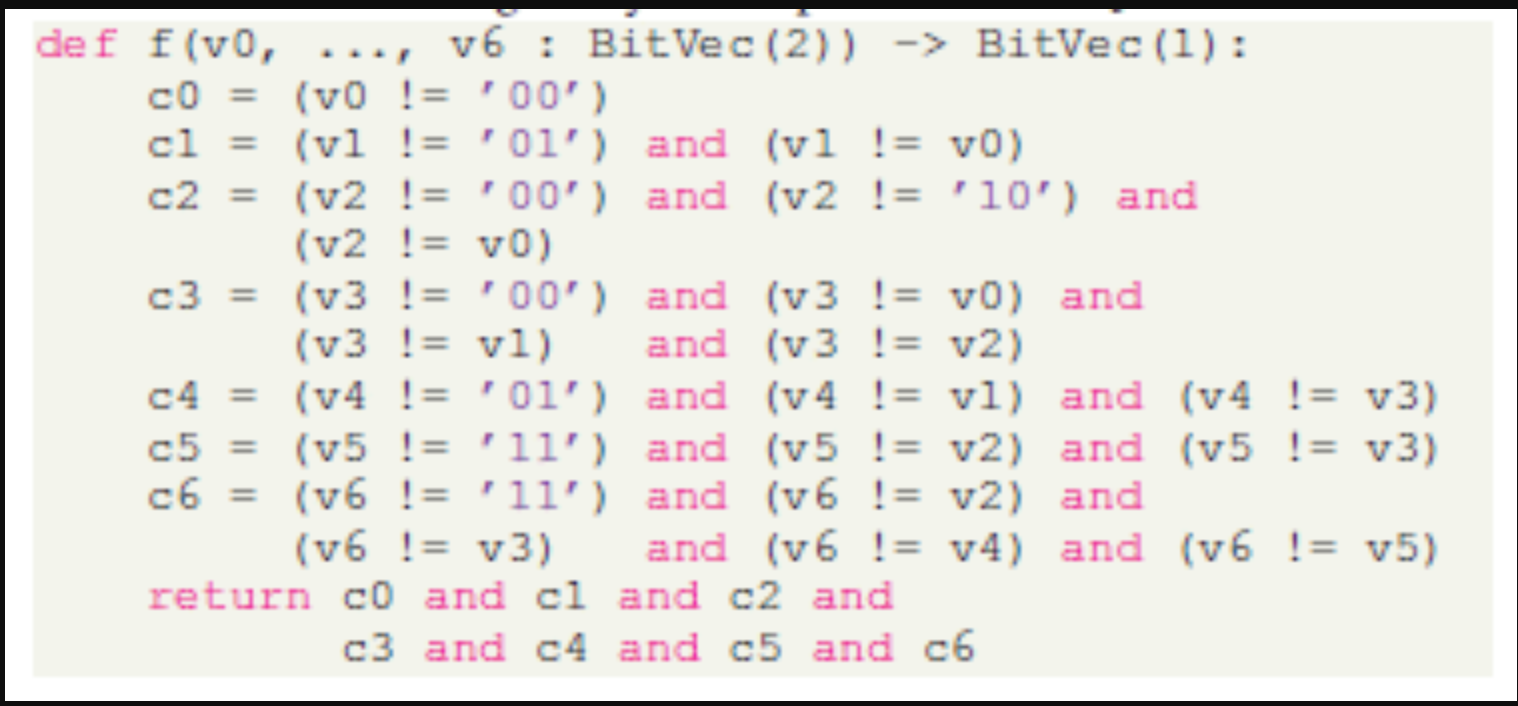 def f(v0, ..., v6 : BitVec(2)) -> BitVec(1):
    c0 = (v0 != '00')
    c1 = (v1 != '01') and (v1 != v0)
    c2 = (v2 != '00') and (v2 != '10') and
         (v2 != v0)
    c3 = (v3 != '00') and (v3 != v0) and
         (v3 != v1)   and (v3 != v2)
    c4 = (v4 != '01') and (v4 != v1) and (v4 != v3)
    c5 = (v5 != '11') and (v5 != v2) and (v5 != v3)
    c6 = (v6 != '11') and (v6 != v2) and
         (v6 != v3)   and (v6 != v4) and (v6 != v5)
    return c0 and c1 and c2 and
           c3 and c4 and c5 and c6